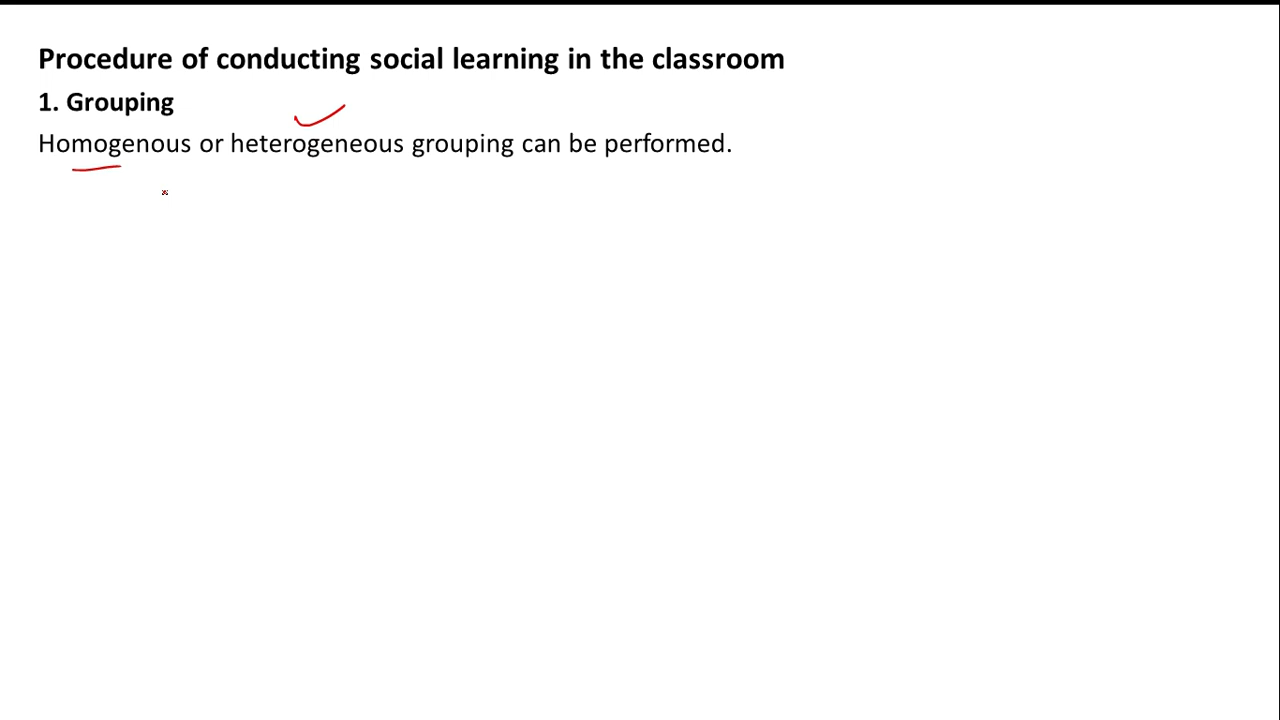 Procedure of conducting social learning in the classroom
1. Grouping
Homogenous or heterogeneous grouping can be performed.